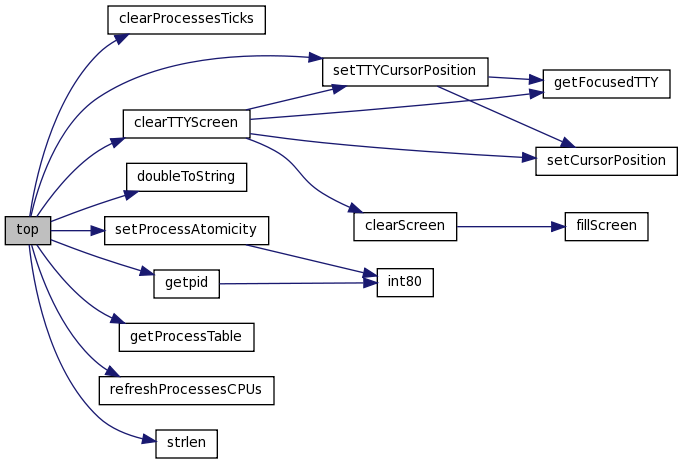 clearProcessesTicks
setTTYCursorPosition
getFocusedTTY
clearTTYScreen
setCursorPosition
doubleToString
top
setProcessAtomicity
clearScreen
fillScreen
getpid
int80
getProcessTable
refreshProcessesCPUs
strlen